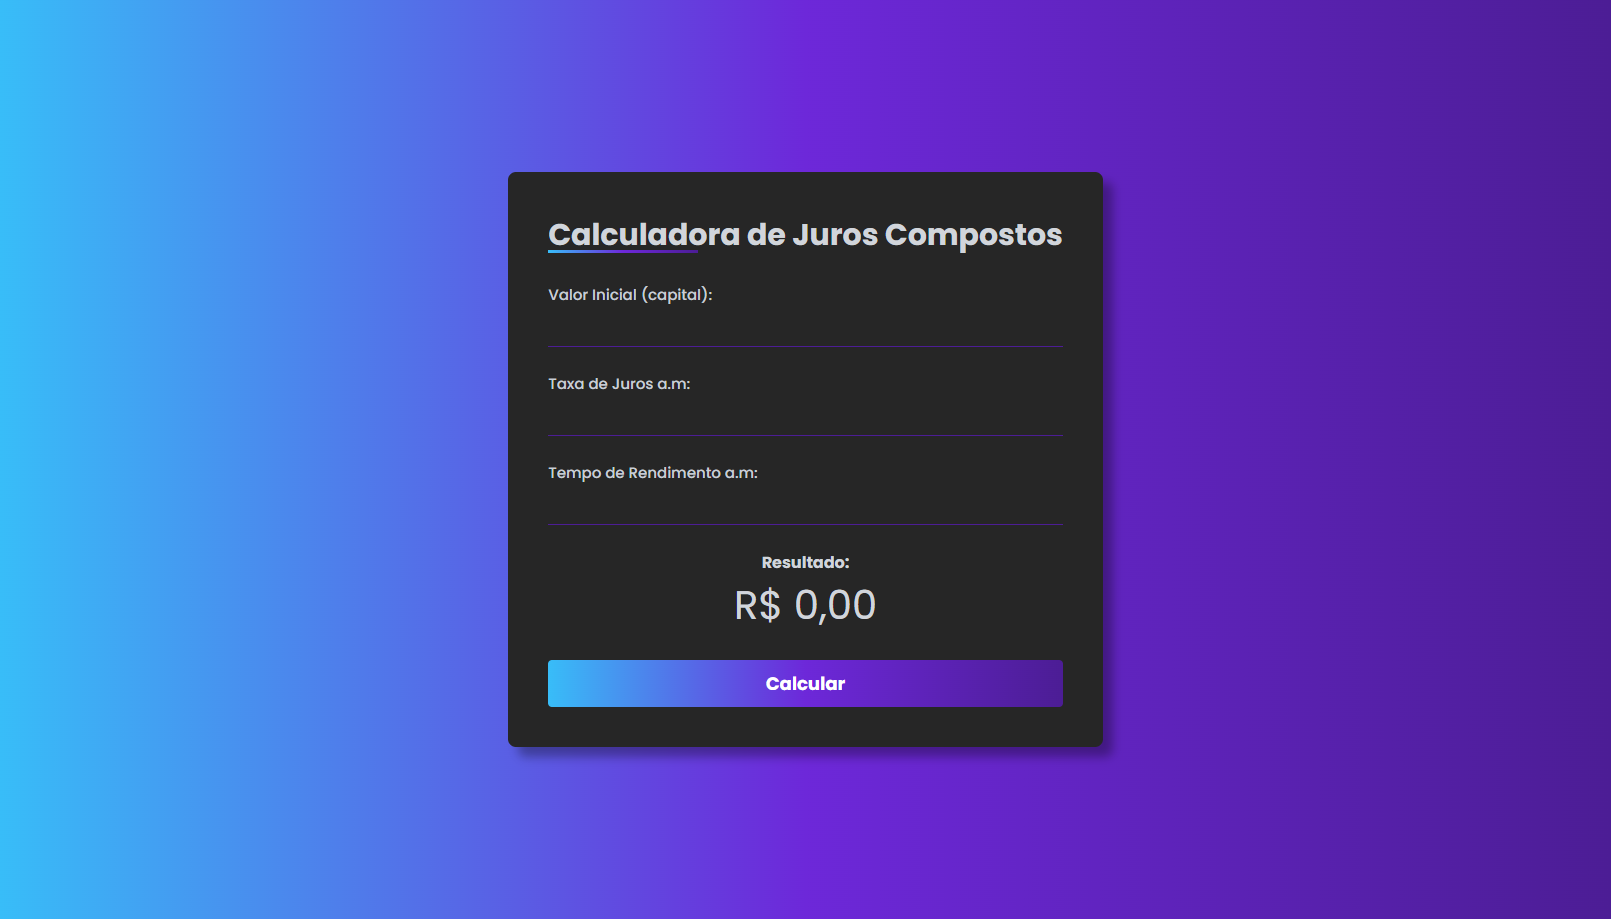 Calculadora de Juros Compostos
Valor Inicial (capital):
Taxa de Juros a.m:
Tempo de Rendimento a.m:
Resultado:
R$ 0,00
Calcular